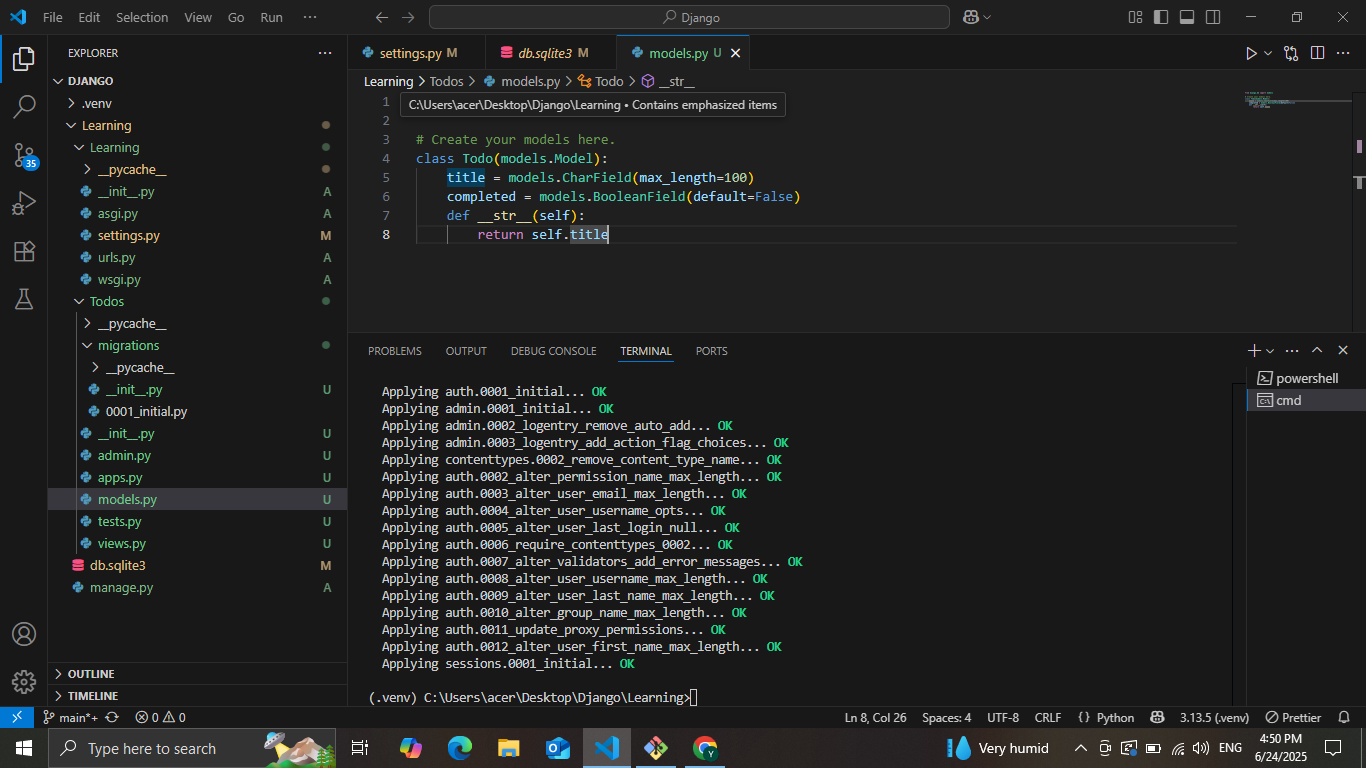 File Edit Selection View Go Run ···
Django
EXPLORER
DJANGO
.venv
Learning
Learning
__pycache__
__init__.py A
asgi.py A
settings.py M
urls.py A
wsgi.py A
Todos
__pycache__
migrations
__pycache__
__init__.py U
0001_initial.py
__init__.py U
admin.py U
apps.py U
models.py U
tests.py U
views.py U
db.sqlite3 M
manage.py A
OUTLINE
TIMELINE
35
settings.py M db.sqlite3 M models.py U
Learning > Todos > models.py > Todo > __str__
C:\Users\acer\Desktop\Django\Learning • Contains emphasized items
1
2
3 # Create your models here.
4 class Todo(models.Model):
5 title = models.CharField(max_length=100)
6 completed = models.BooleanField(default=False)
7 def __str__(self):
8 return self.title
PROBLEMS OUTPUT DEBUG CONSOLE TERMINAL PORTS
powershell
cmd
Applying auth.0001_initial... OK
Applying admin.0001_initial... OK
Applying admin.0002_logentry_remove_auto_add... OK
Applying admin.0003_logentry_add_action_flag_choices... OK
Applying contenttypes.0002_remove_content_type_name... OK
Applying auth.0002_alter_permission_name_max_length... OK
Applying auth.0003_alter_user_email_max_length... OK
Applying auth.0004_alter_user_username_opts... OK
Applying auth.0005_alter_user_last_login_null... OK
Applying auth.0006_require_contenttypes_0002... OK
Applying auth.0007_alter_validators_add_error_messages... OK
Applying auth.0008_alter_user_username_max_length... OK
Applying auth.0009_alter_user_last_name_max_length... OK
Applying auth.0010_alter_group_name_max_length... OK
Applying auth.0011_update_proxy_permissions... OK
Applying auth.0012_alter_user_first_name_max_length... OK
Applying sessions.0001_initial... OK
(.venv) C:\Users\acer\Desktop\Django\Learning>
main*+ 0 0 Ln 8, Col 26 Spaces: 4 UTF-8 CRLF {} Python 3.13.5 (.venv) Prettier
Type here to search
Very humid
ENG
4:50 PM
6/24/2025